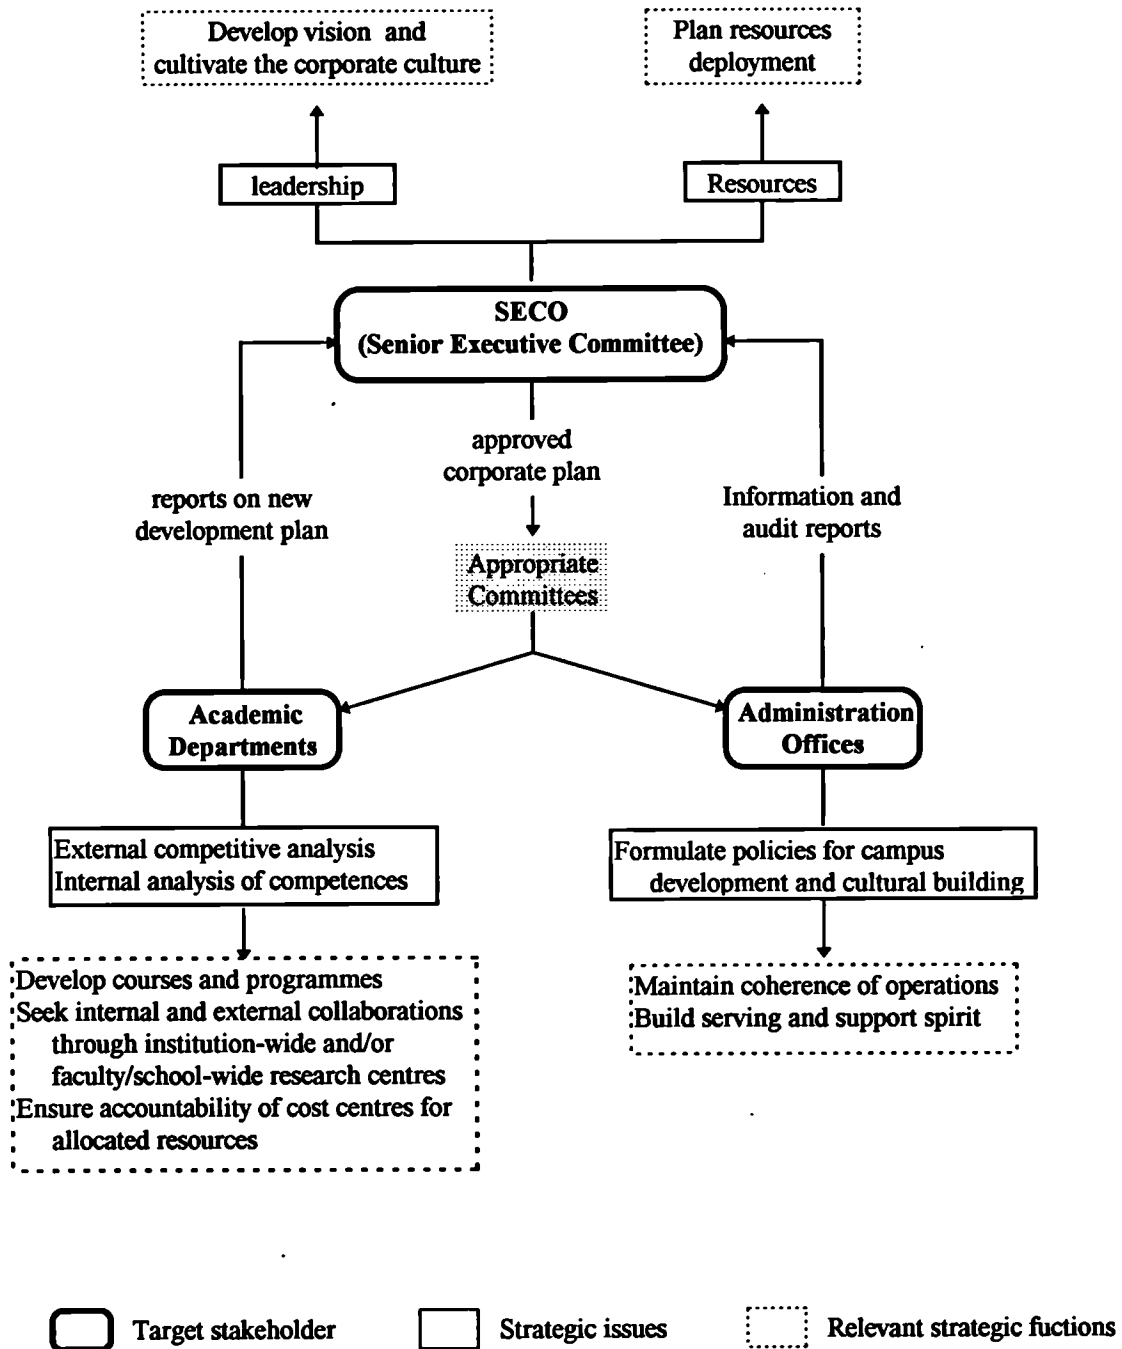 Develop vision and
cultivate the corporate culture
Plan resources
deployment
leadership
Resources
SECO
(Senior Executive Committee)
approved
corporate plan
reports on new
development plan
Information and
audit reports
Appropriate
Committees
Academic
Departments
Administration
Offices
External competitive analysis
Internal analysis of competences
Formulate policies for campus
development and cultural building
Develop courses and programmes
Seek internal and external collaborations
through institution-wide and/or
faculty/school-wide research centres
Ensure accountability of cost centres for
allocated resources
Maintain coherence of operations
Build serving and support spirit
Target stakeholder
Strategic issues
Relevant strategic fuctions